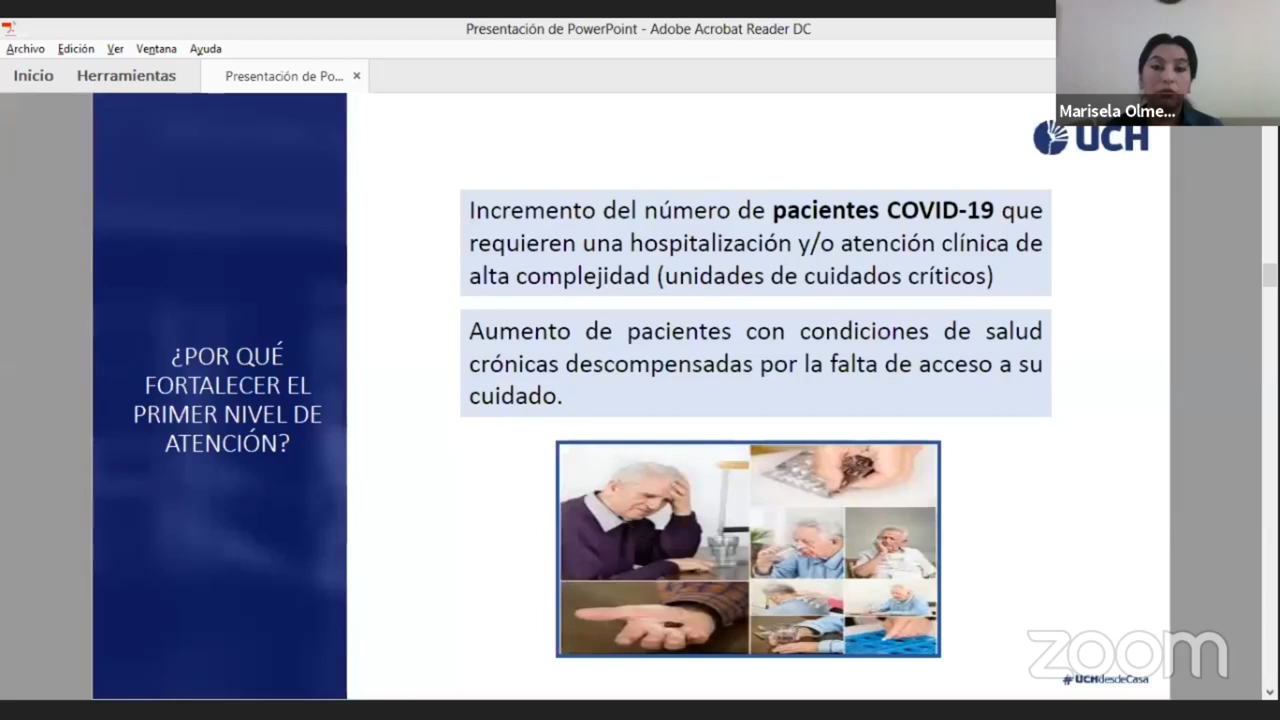 Presentación de PowerPoint - Adobe Acrobat Reader DC
Archivo Edición Ver Ventana Ayuda
Inicio Herramientas Presentación de Po... ×
Marisela Olme...
UCH
Incremento del número de pacientes COVID-19 que
requieren una hospitalización y/o atención clínica de
alta complejidad (unidades de cuidados críticos)
Aumento de pacientes con condiciones de salud
crónicas descompensadas por la falta de acceso a su
cuidado.
¿POR QUÉ
FORTALECER EL
PRIMER NIVEL DE
ATENCIÓN?
zoom
#UCHdesdeCasa